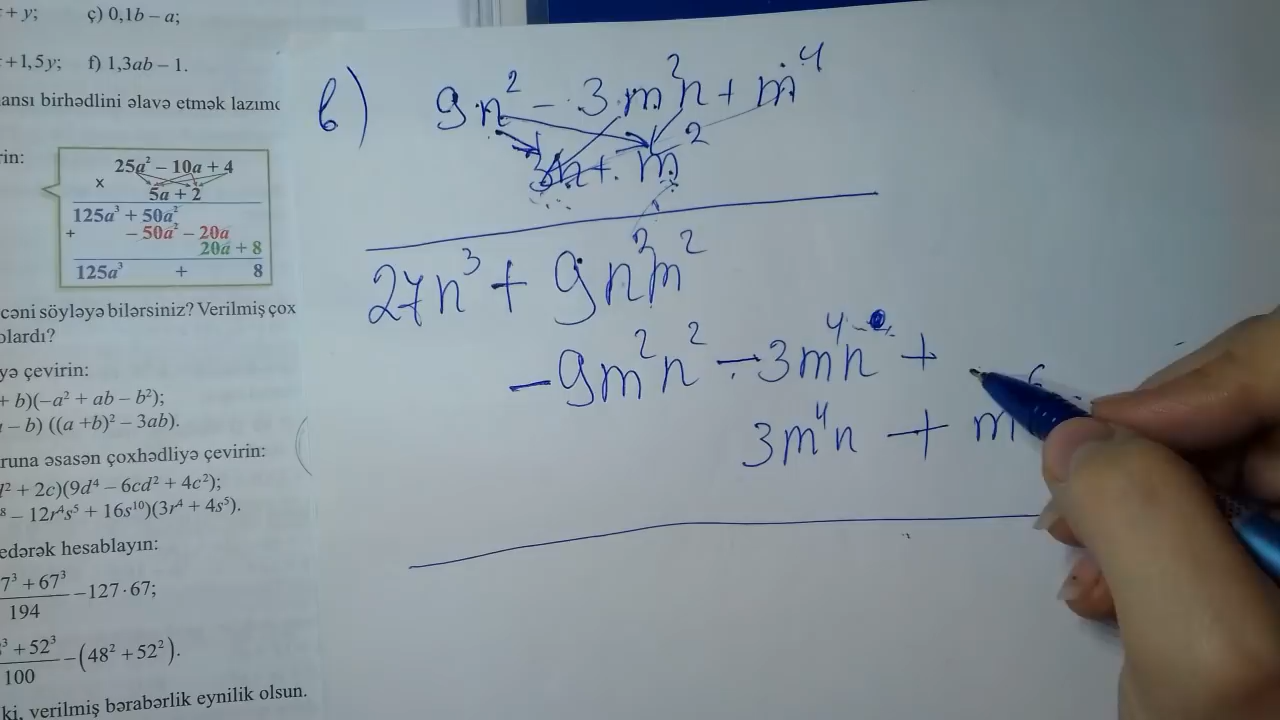 + y; ç) 0,1b – a;
+1,5y; f) 1,3ab – 1.
ansı birhədlini əlavə etmək lazımd
rin:
25a² – 10a + 4
x
5a + 2
125a³ + 50a²
+ – 50a² – 20a
20a + 8
125a³ + 8
cəni söyləyə bilərsiniz? Verilmiş çox
olardı?
yə çevirin:
+ b)(–a² + ab – b²);
– b) ((a +b)² – 3ab).
runa əsasən çoxhədliyə çevirin:
l² + 2c)(9d⁴ – 6cd² + 4c²);
⁸ – 12r⁴s⁵ + 16s¹⁰)(3r⁴ + 4s⁵).
edərək hesablayın:
7³ + 67³
194
–127 · 67;
³ + 52³
100
–(48² + 52²).
ki, verilmiş bərabərlik eynilik olsun.
в) 9n² – 3m²n + m⁴
3n + m²
27n³ + 9n²m²
– 9m²n² – 3m⁴n +
3m⁴n + m